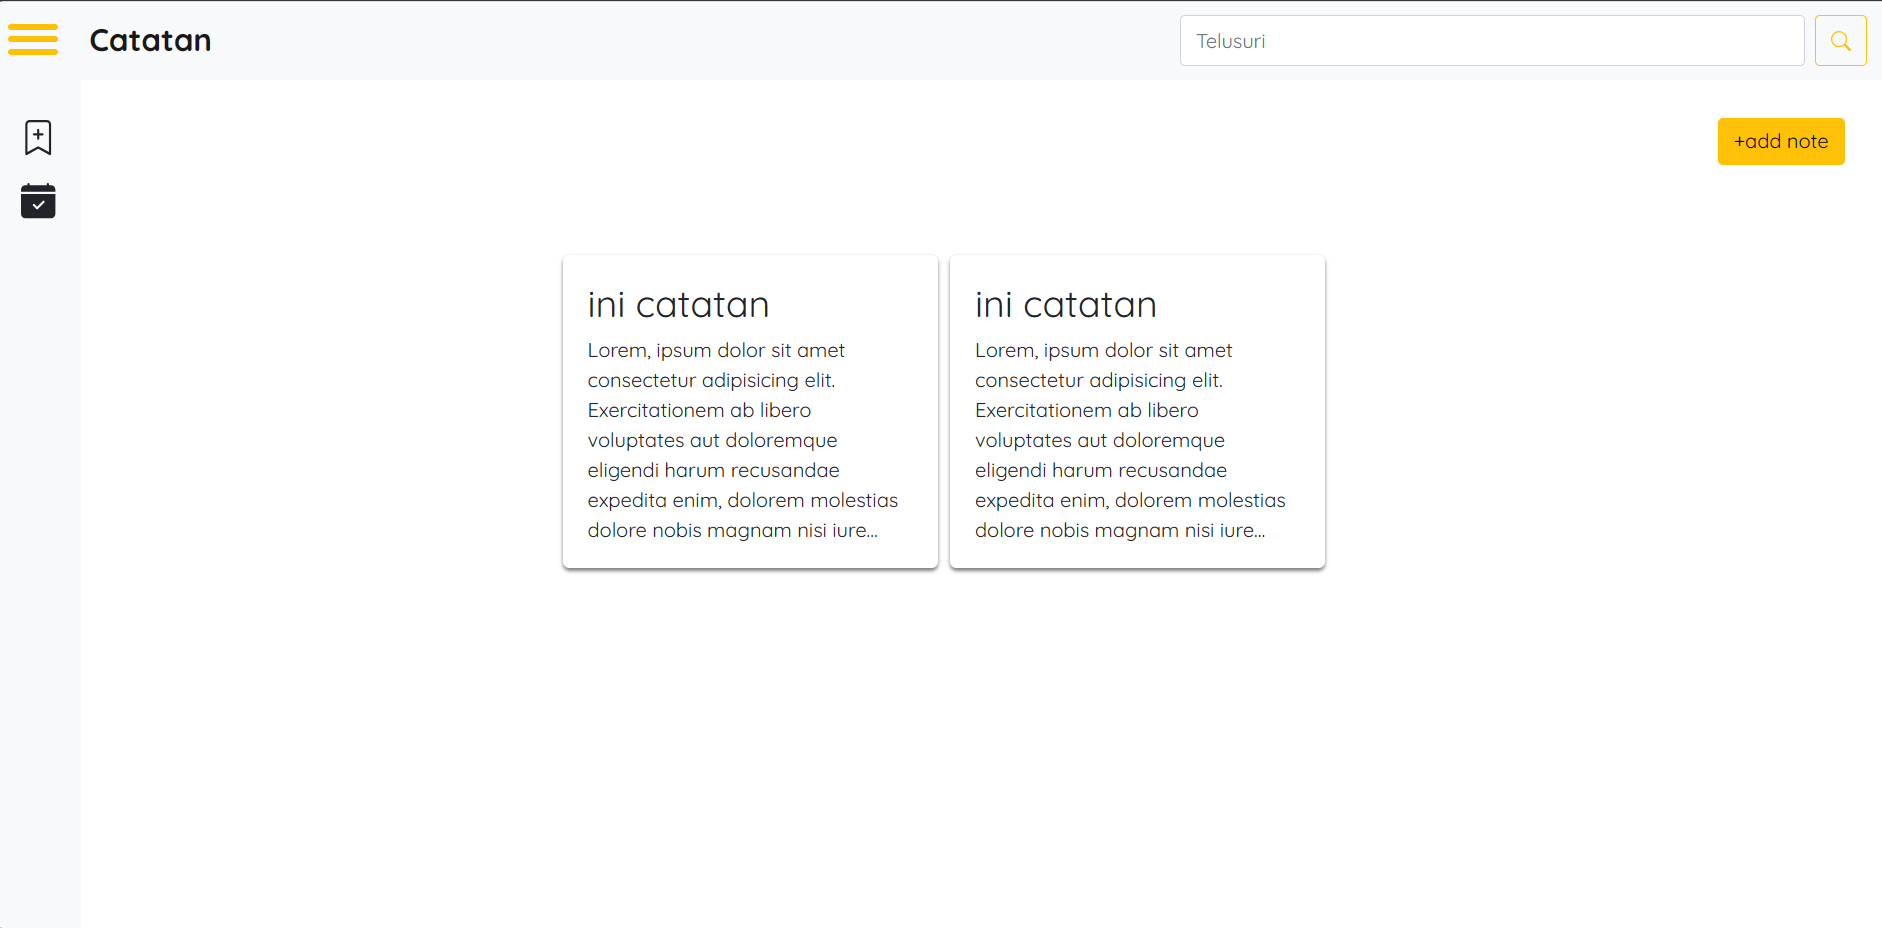 Catatan
Telusuri
+add note
ini catatan
Lorem, ipsum dolor sit amet
consectetur adipisicing elit.
Exercitationem ab libero
voluptates aut doloremque
eligendi harum recusandae
expedita enim, dolorem molestias
dolore nobis magnam nisi iure...
ini catatan
Lorem, ipsum dolor sit amet
consectetur adipisicing elit.
Exercitationem ab libero
voluptates aut doloremque
eligendi harum recusandae
expedita enim, dolorem molestias
dolore nobis magnam nisi iure...